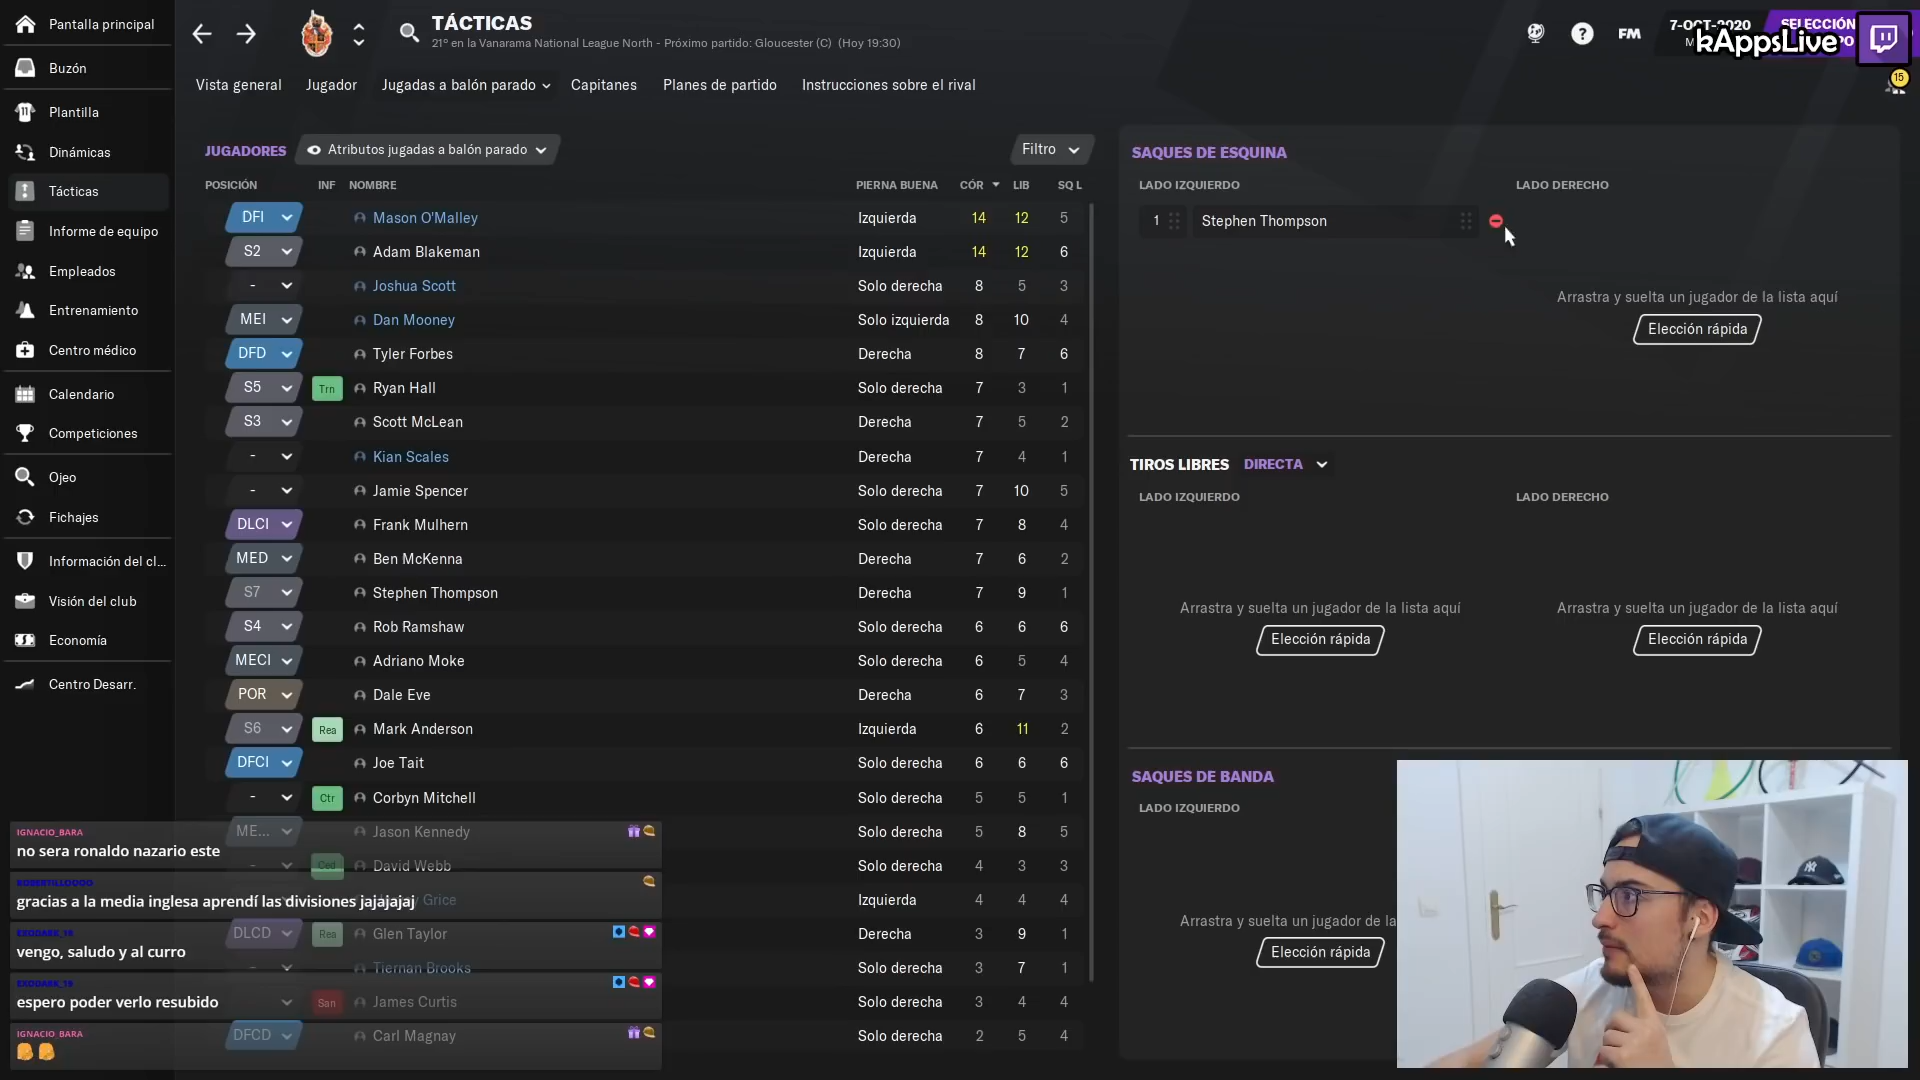 Pantalla principal
Buzón
Plantilla
Dinámicas
Tácticas
Informe de equipo
Empleados
Entrenamiento
Centro médico
Calendario
Competiciones
Ojeo
Fichajes
Información del cl...
Visión del club
Economía
Centro Desarr.
TÁCTICAS
21º en la Vanarama National League North - Próximo partido: Gloucester (C) (Hoy 19:30)
FM
7-OCT-2020
SELECCIÓN
kAppsLive
15
Vista general
Jugador
Jugadas a balón parado
Capitanes
Planes de partido
Instrucciones sobre el rival
JUGADORES
Atributos jugadas a balón parado
Filtro
POSICIÓN INF NOMBRE PIERNA BUENA CÓR LIB SQ L
DFI Mason O'Malley Izquierda 14 12 5
S2 Adam Blakeman Izquierda 14 12 6
- Joshua Scott Solo derecha 8 5 3
MEI Dan Mooney Solo izquierda 8 10 4
DFD Tyler Forbes Derecha 8 7 6
S5 Trn Ryan Hall Solo derecha 7 3 1
S3 Scott McLean Derecha 7 5 2
- Kian Scales Derecha 7 4 1
- Jamie Spencer Solo derecha 7 10 5
DLCI Frank Mulhern Solo derecha 7 8 4
MED Ben McKenna Derecha 7 6 2
S7 Stephen Thompson Derecha 7 9 1
S4 Rob Ramshaw Solo derecha 6 6 6
MECI Adriano Moke Solo derecha 6 5 4
POR Dale Eve Derecha 6 7 3
S6 Rea Mark Anderson Izquierda 6 11 2
DFCI Joe Tait Solo derecha 6 6 6
- Ctr Corbyn Mitchell Solo derecha 5 5 1
ME... Jason Kennedy Solo derecha 5 8 5
- Ced David Webb Solo derecha 4 3 3
Grice Izquierda 4 4 4
DLCD Rea Glen Taylor Derecha 3 9 1
- Tiernan Brooks Solo derecha 3 7 1
San James Curtis Solo derecha 3 4 4
DFCD Carl Magnay Solo derecha 2 5 4
IGNACIO_BARA
no sera ronaldo nazario este
gracias a la media inglesa aprendí las divisiones jajajajaj
vengo, saludo y al curro
espero poder verlo resubido
IGNACIO_BARA
SAQUES DE ESQUINA
LADO IZQUIERDO
LADO DERECHO
1 Stephen Thompson
Arrastra y suelta un jugador de la lista aquí
Elección rápida
TIROS LIBRES DIRECTA
LADO IZQUIERDO
LADO DERECHO
Arrastra y suelta un jugador de la lista aquí
Arrastra y suelta un jugador de la lista aquí
Elección rápida
Elección rápida
SAQUES DE BANDA
LADO IZQUIERDO
Arrastra y suelta un jugador de la
Elección rápida